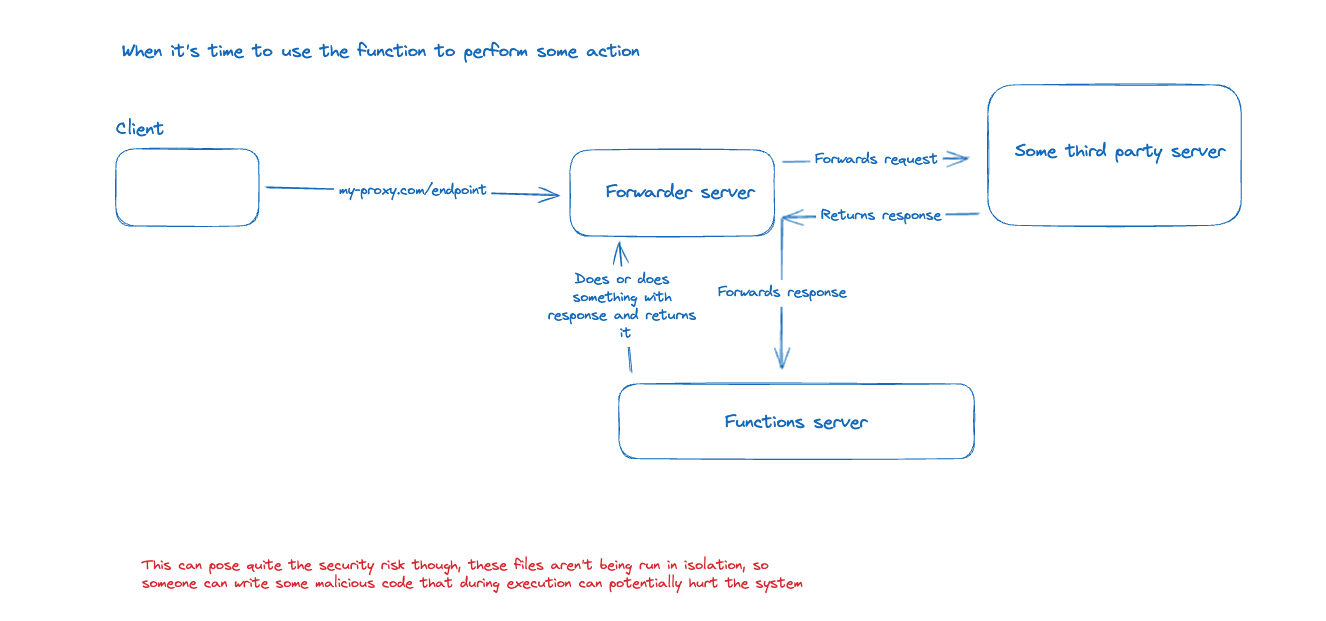 When it's time to use the function to perform some action
Client
my-proxy.com/endpoint
Forwarder server
Forwards request
Some third party server
Returns response
Does or does
something with
response and returns
it
Forwards response
Functions server
This can pose quite the security risk though, these files aren't being run in isolation, so
someone can write some malicious code that during execution can potentially hurt the system